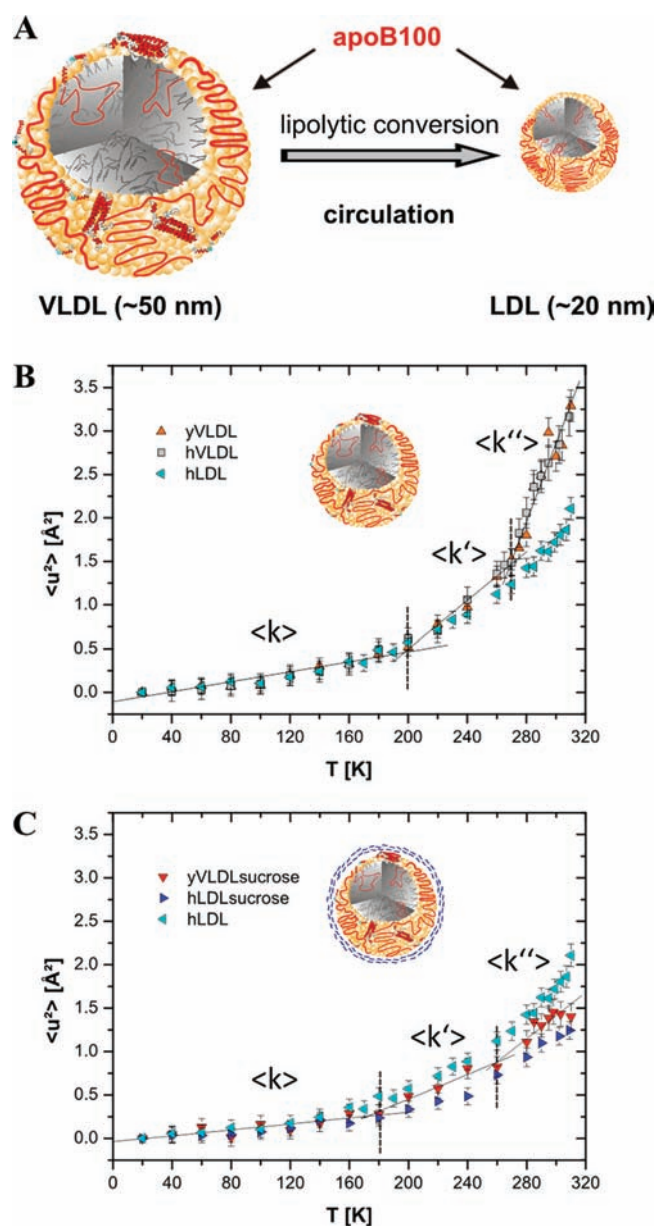 A
apoB100
lipolytic conversion
circulation
VLDL (~50 nm)
LDL (~20 nm)
B
3.5
3.0
2.5
2.0
1.5
1.0
0.5
0.0
<u²> [Å²]
yVLDL
hVLDL
hLDL
<k>
<k‘>
<k‘‘>
0 40 80 120 160 200 240 280 320
T [K]
C
3.5
3.0
2.5
2.0
1.5
1.0
0.5
0.0
<u²> [Å²]
yVLDLsucrose
hLDLsucrose
hLDL
<k>
<k‘>
<k‘‘>
0 40 80 120 160 200 240 280 320
T [K]